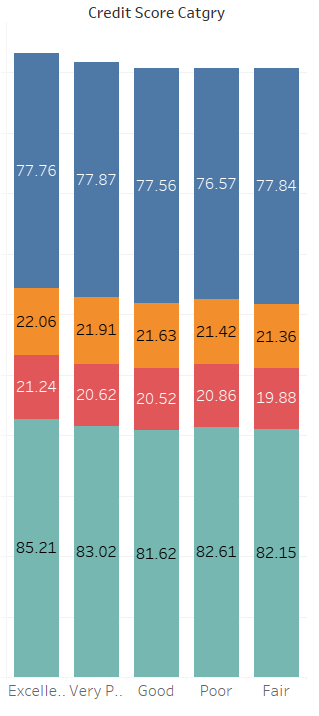 Credit Score Catgry
77.76 77.87 77.56 76.57 77.84
22.06 21.91 21.63 21.42 21.36
21.24 20.62 20.52 20.86 19.88
85.21 83.02 81.62 82.61 82.15
Excelle.. Very P.. Good Poor Fair